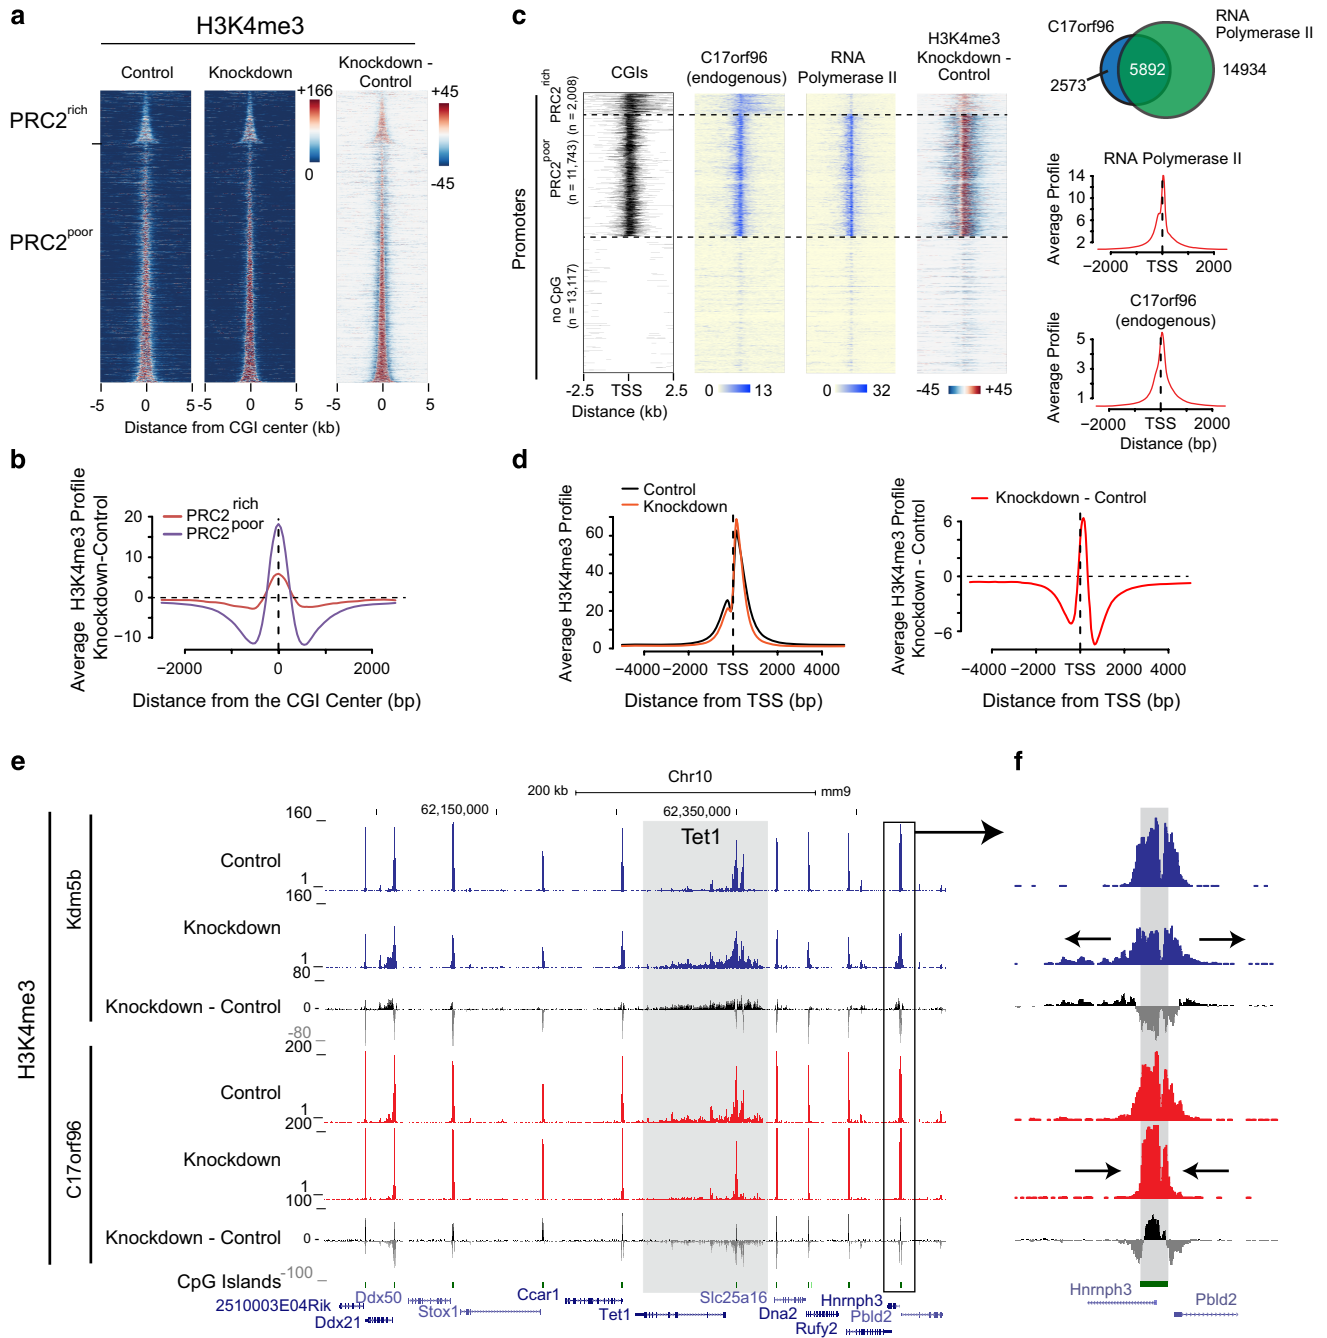 a
H3K4me3
Control
Knockdown
Knockdown -
Control
PRC2rich
PRC2poor
+166
0
+45
-45
-5 0 5
-5 0 5
0 5
Distance from CGI center (kb)
b
Average H3K4me3 Profile
Knockdown-Control
PRC2rich
PRC2poor
20
10
0
−10
−2000 0 2000
Distance from the CGI Center (bp)
c
CGIs
C17orf96
(endogenous)
RNA
Polymerase II
H3K4me3
Knockdown -
Control
Promoters
PRC2rich
(n = 2,008)
PRC2poor
(n = 11,743)
no CpG
(n = 13,117)
-2.5 TSS 2.5
Distance (kb)
0 13
0 32
-45 +45
C17orf96
RNA
Polymerase II
2573
5892
14934
RNA Polymerase II
Average Profile
14
10
6
2
−2000 TSS 2000
C17orf96
(endogenous)
Average Profile
5
3
1
−2000 TSS 2000
Distance (bp)
d
Average H3K4me3 Profile
Control
Knockdown
60
40
20
0
−4000 TSS 2000 4000
Distance from TSS (bp)
Average H3K4me3 Profile
Knockdown - Control
Knockdown - Control
6
0
−6
−4000 −2000 TSS 2000 4000
Distance from TSS (bp)
e
Chr10
200 kb
mm9
62,150,000
62,350,000
Tet1
H3K4me3
Kdm5b
Control
160
1
Knockdown
160
1
Knockdown - Control
80
0
-80
C17orf96
Control
200
1
Knockdown
200
1
Knockdown - Control
100
0
-100
CpG Islands
2510003E04Rik
Ddx21
Ddx50
Stox1
Ccar1
Tet1
Slc25a16
Dna2
Rufy2
Hnrnph3
Pbld2
f
Hnrnph3
Pbld2